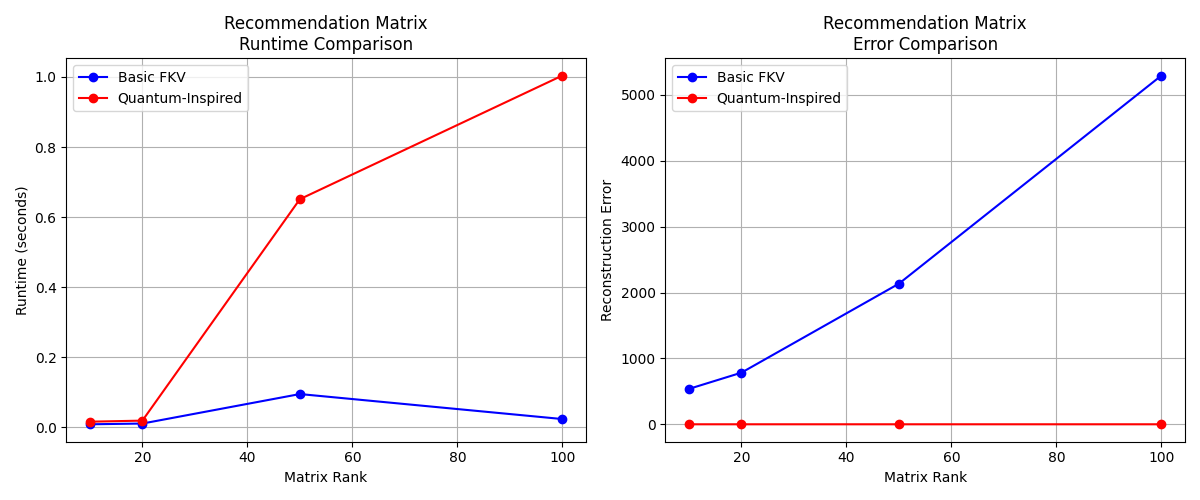 Recommendation Matrix
Runtime Comparison
Basic FKV
Quantum-Inspired
1.0
0.8
0.6
0.4
0.2
0.0
Runtime (seconds)
20
40
60
80
100
Matrix Rank
Recommendation Matrix
Error Comparison
Basic FKV
Quantum-Inspired
5000
4000
3000
2000
1000
0
Reconstruction Error
20
40
60
80
100
Matrix Rank